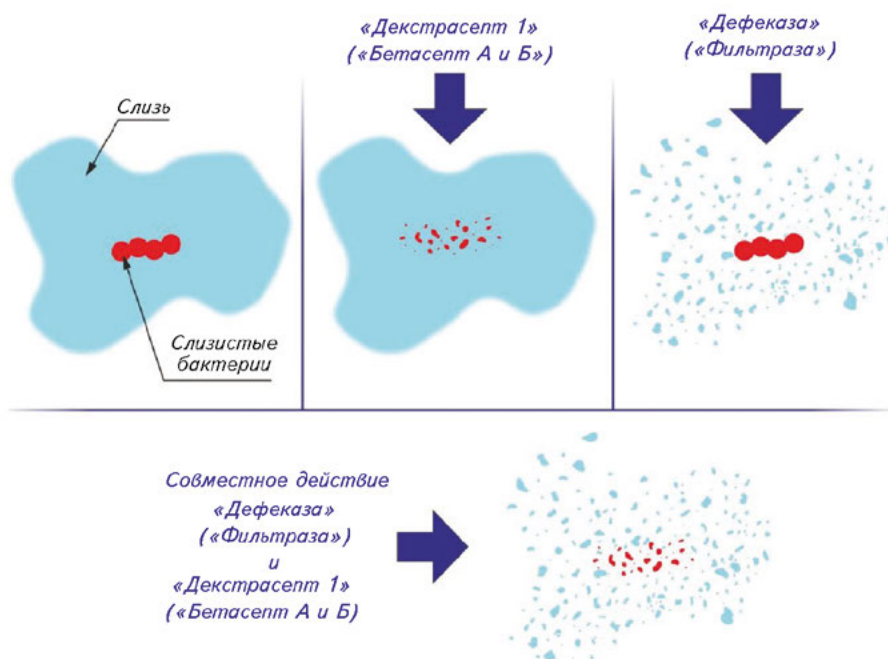 «Декстрасепт 1»
(«Бетасепт А и Б»)
«Дефеказа»
(«Фильтраза»)
Слизь
Слизистые
бактерии
Совместное действие
«Дефеказа»
(«Фильтраза»)
и
«Декстрасепт 1»
(«Бетасепт А и Б)